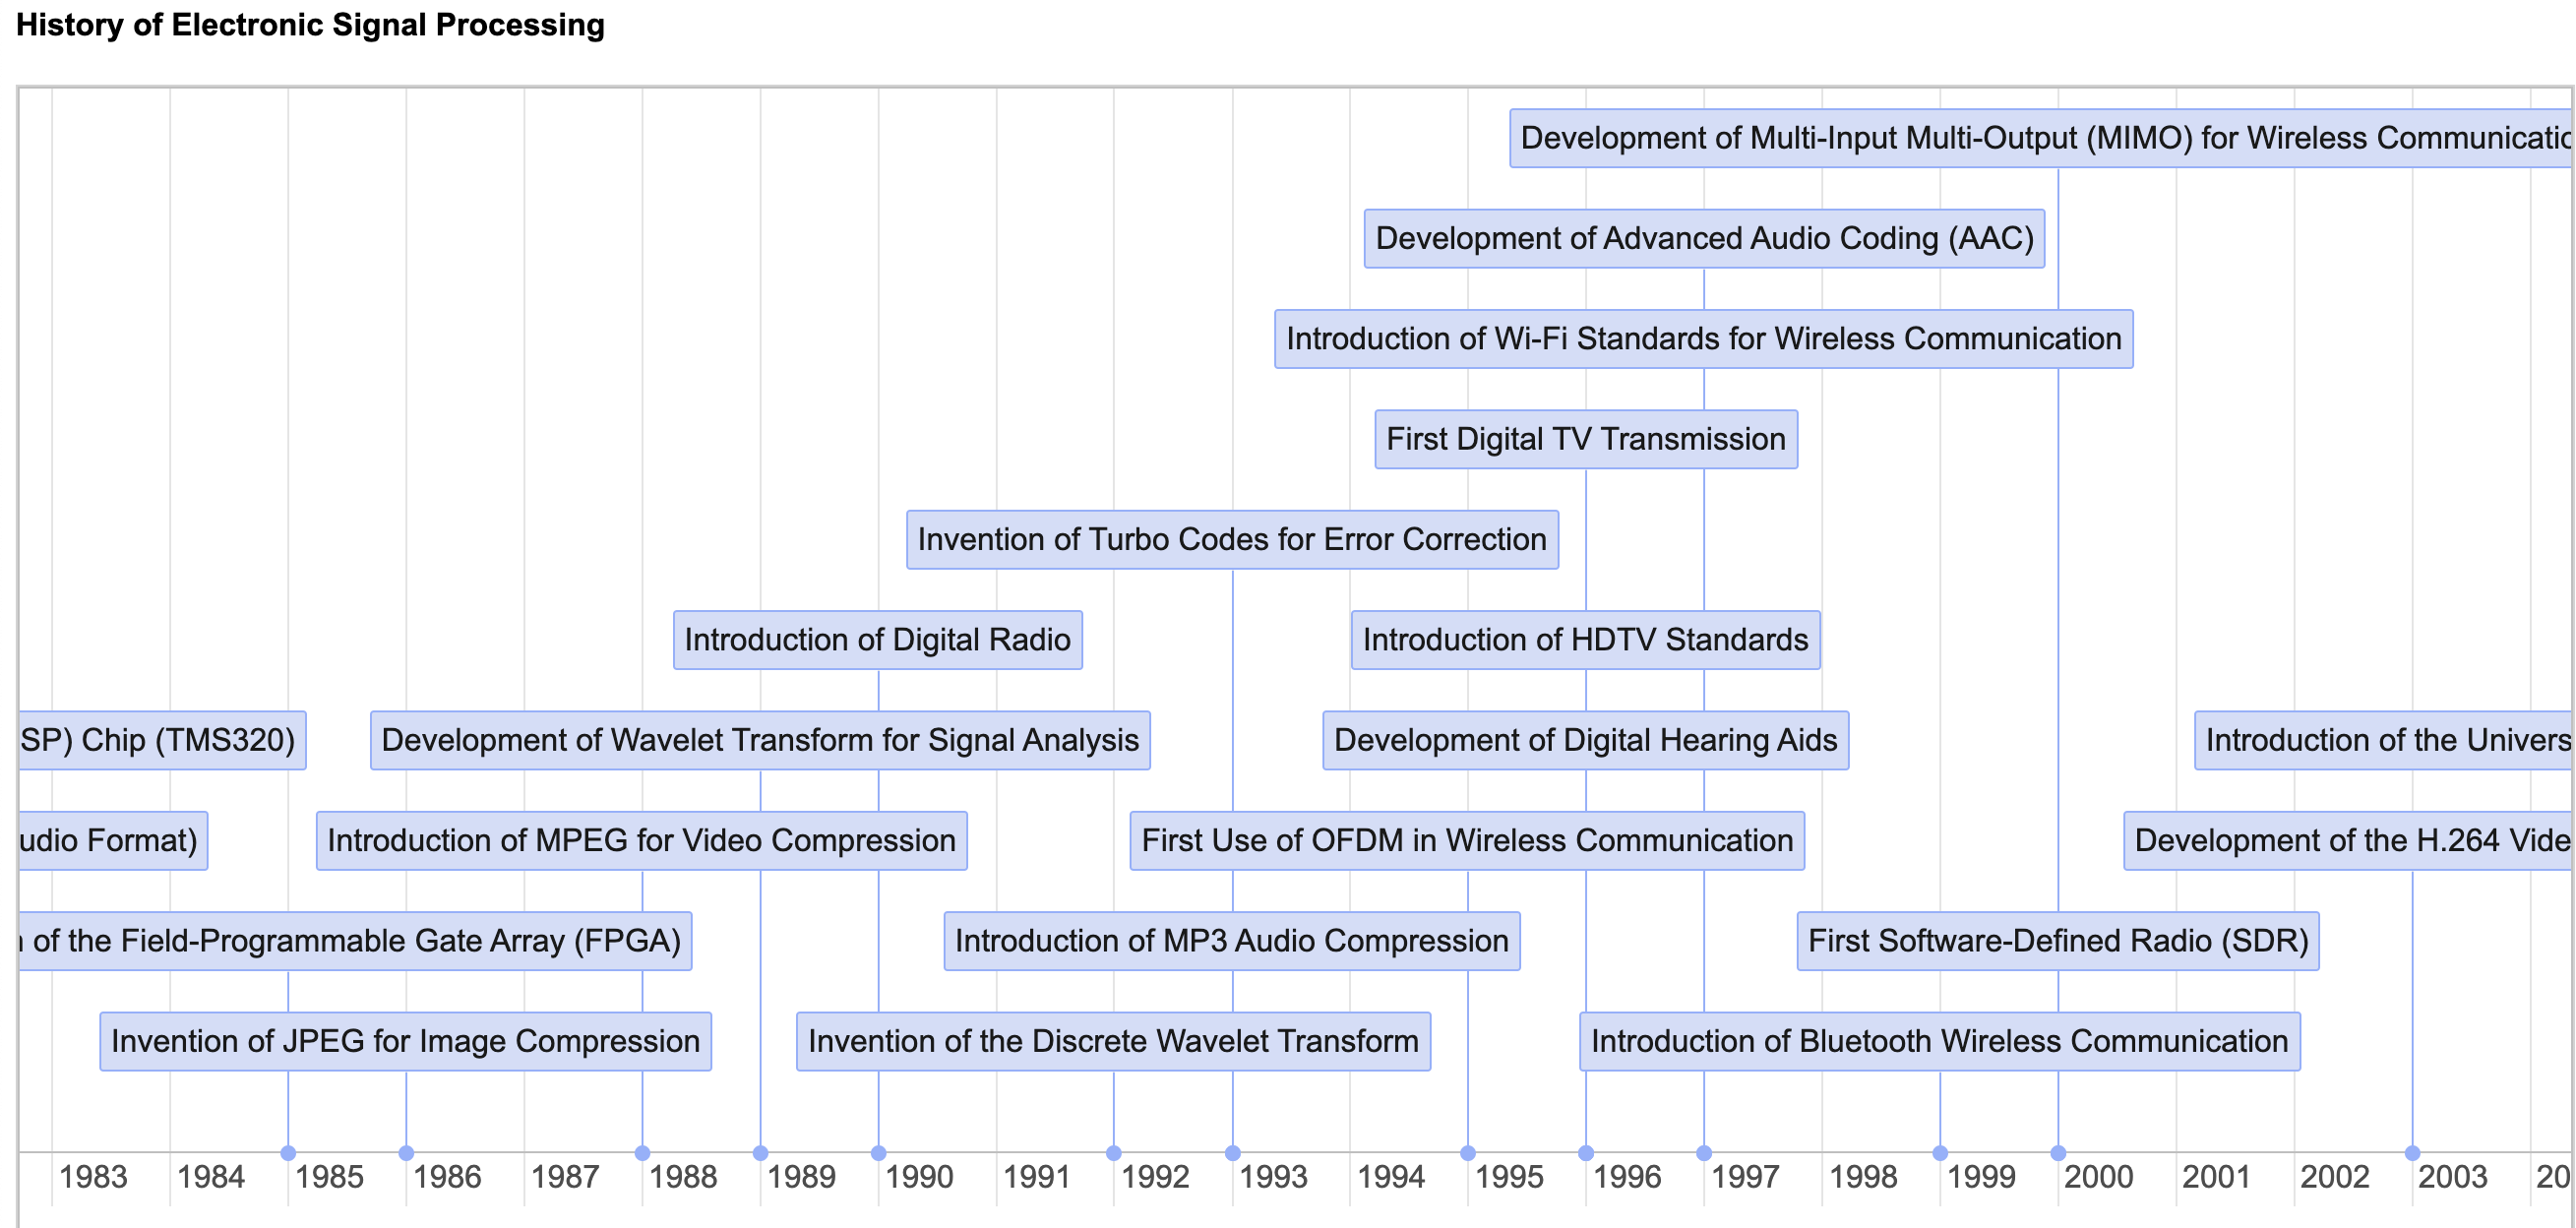 History of Electronic Signal Processing
Development of Multi-Input Multi-Output (MIMO) for Wireless
Development of Advanced Audio Coding (AAC)
Introduction of Wi-Fi Standards for Wireless Communication
First Digital TV Transmission
Invention of Turbo Codes for Error Correction
Introduction of Digital Radio
Introduction of HDTV Standards
SP) Chip (TMS320)
Development of Wavelet Transform for Signal Analysis
Development of Digital Hearing Aids
Introduction of the Univers
udio Format)
Introduction of MPEG for Video Compression
First Use of OFDM in Wireless Communication
Development of the H.264 Vide
of the Field-Programmable Gate Array (FPGA)
Introduction of MP3 Audio Compression
First Software-Defined Radio (SDR)
Invention of JPEG for Image Compression
Invention of the Discrete Wavelet Transform
Introduction of Bluetooth Wireless Communication
1983 1984 1985 1986 1987 1988 1989 1990 1991 1992 1993 1994 1995 1996 1997 1998 1999 2000 2001 2002 2003 20